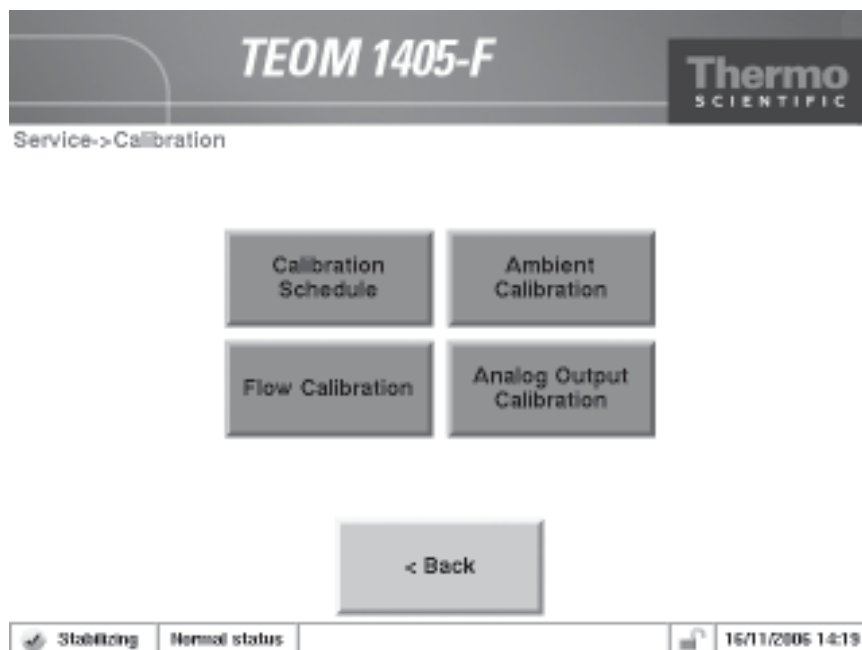 TEOM 1405-F
Thermo
SCIENTIFIC
Service->Calibration
Calibration
Schedule
Ambient
Calibration
Flow Calibration
Analog Output
Calibration
< Back
Stabilizing
Normal status
16/11/2006 14:19